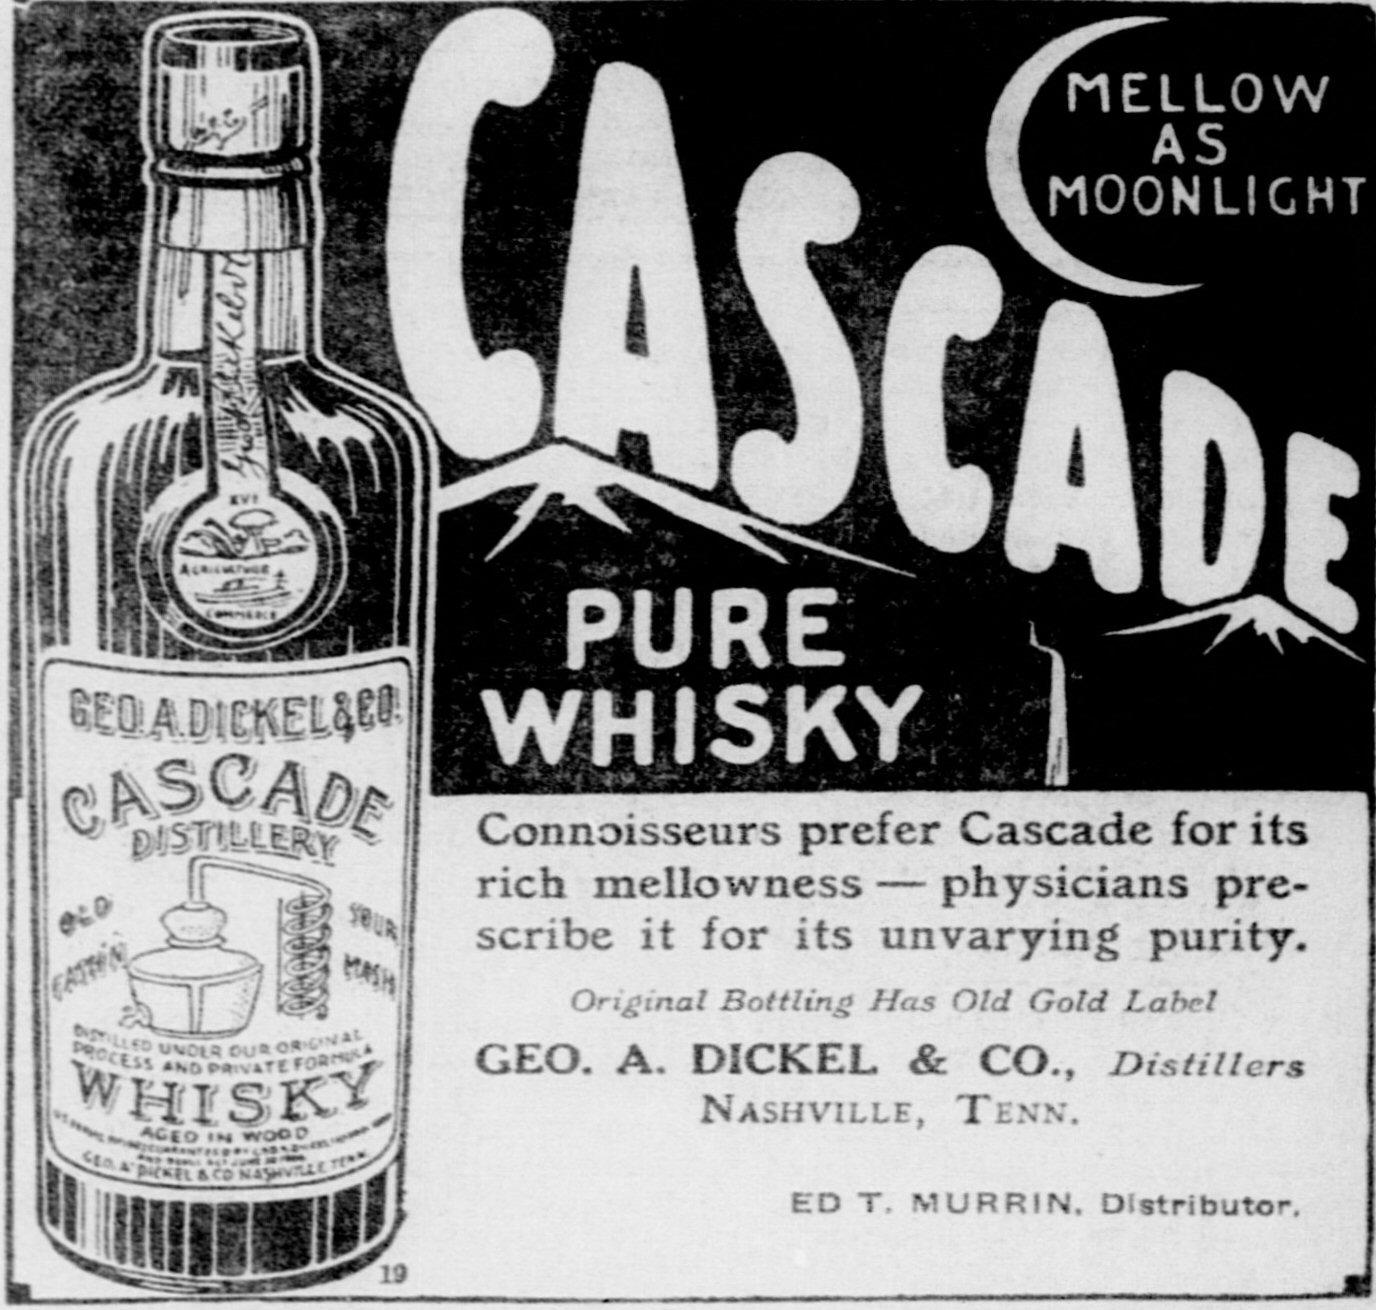 CASCADE
MELLOW
AS
MOONLIGHT
PURE
WHISKY
Connoisseurs prefer Cascade for its
rich mellowness — physicians pre-
scribe it for its unvarying purity.
Original Bottling Has Old Gold Label
GEO. A. DICKEL & CO., Distillers
NASHVILLE, TENN.
ED T. MURRIN, Distributor.
XVI
AGRICULTURE
COMMERCE
GEO. A. DICKEL & CO.
CASCADE
DISTILLERY
OLD
SOUR
MASH
DISTILLED UNDER OUR ORIGINAL
PROCESS AND PRIVATE FORMULA
WHISKY
AGED IN WOOD
GEO. A. DICKEL & CO NASHVILLE TENN.
19